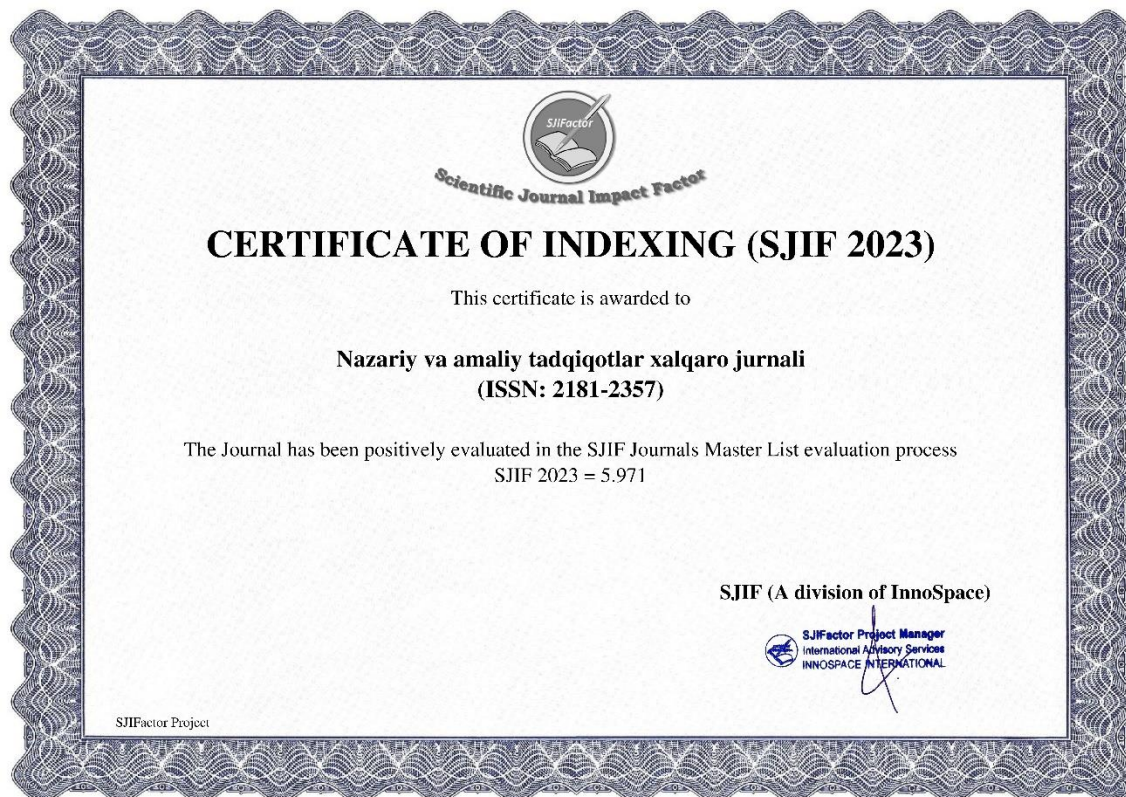 SJIFactor
Scientific Journal Impact Factor
CERTIFICATE OF INDEXING (SJIF 2023)
This certificate is awarded to
Nazariy va amaliy tadqiqotlar xalqaro jurnali
(ISSN: 2181-2357)
The Journal has been positively evaluated in the SJIF Journals Master List evaluation process
SJIF 2023 = 5.971
SJIF (A division of InnoSpace)
SJIFactor Project Manager
International Advisory Services
INNOSPACE INTERNATIONAL
SJIFactor Project